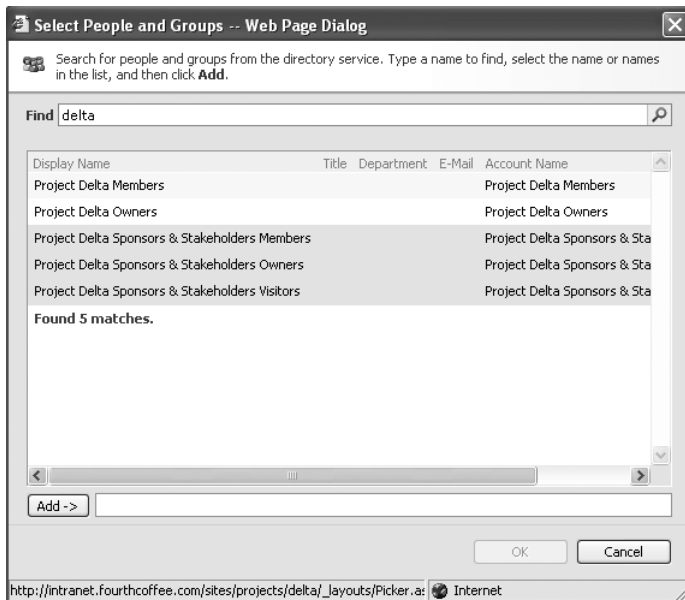 Select People and Groups -- Web Page Dialog
Search for people and groups from the directory service. Type a name to find, select the name or names
in the list, and then click Add.
Find delta
Display Name Title Department E-Mail Account Name
Project Delta Members Project Delta Members
Project Delta Owners Project Delta Owners
Project Delta Sponsors & Stakeholders Members Project Delta Sponsors & Sta
Project Delta Sponsors & Stakeholders Owners Project Delta Sponsors & Sta
Project Delta Sponsors & Stakeholders Visitors Project Delta Sponsors & Sta
Found 5 matches.
Add ->
OK Cancel
http://intranet.fourthcoffee.com/sites/projects/delta/_layouts/Picker.as Internet